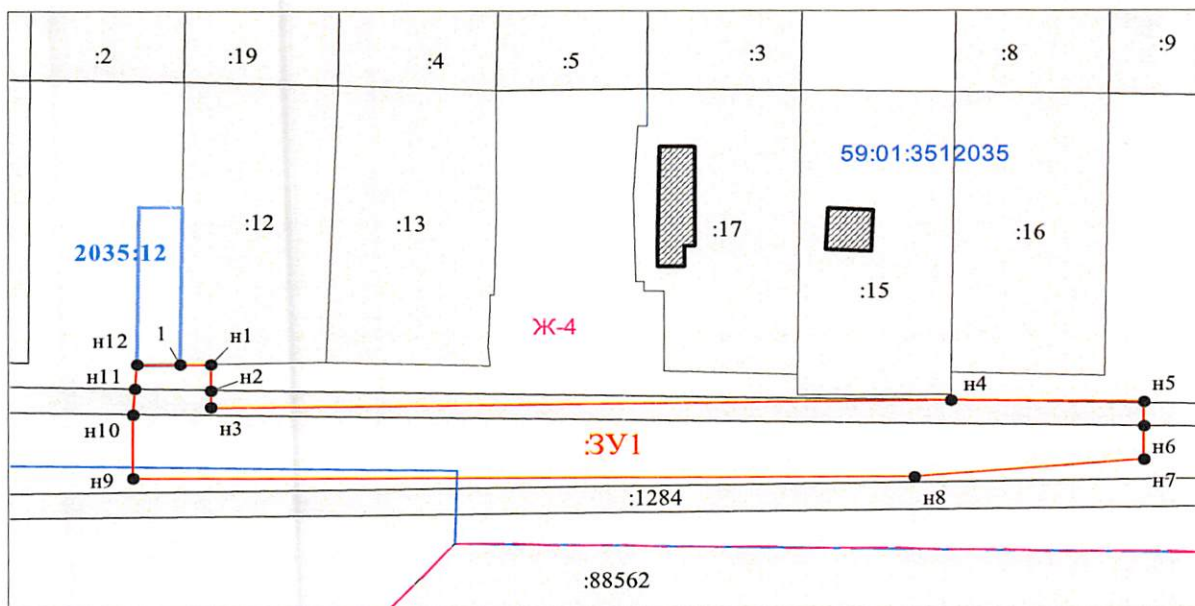 :2
:19
:4
:5
:3
:8
:9
59:01:3512035
:12
:13
:17
:16
2035:12
:15
Ж-4
н12
1
н1
н11
н2
н4
н5
н10
н3
:ЗУ1
н6
н9
н7
:1284
н8
:88562